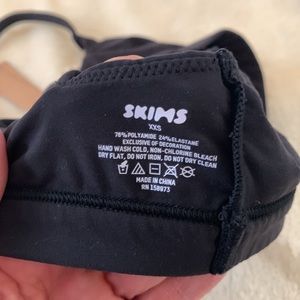 SKIMS
XXS
76% POLYAMIDE 24% ELASTANE
EXCLUSIVE OF DECORATION
HAND WASH COLD, NON-CHLORINE BLEACH
DRY FLAT, DO NOT IRON, DO NOT DRY CLEAN
MADE IN CHINA
RN 158973